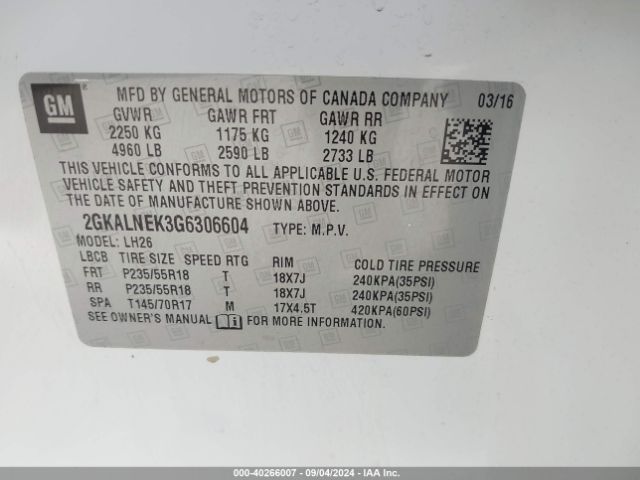 GM®
MFD BY GENERAL MOTORS OF CANADA COMPANY 03/16
GVWR GAWR FRT GAWR RR
2250 KG 1175 KG 1240 KG
4960 LB 2590 LB 2733 LB
THIS VEHICLE CONFORMS TO ALL APPLICABLE U.S. FEDERAL MOTOR
VEHICLE SAFETY AND THEFT PREVENTION STANDARDS IN EFFECT ON
THE DATE OF MANUFACTURE SHOWN ABOVE.
2GKALNEK3G6306604 TYPE: M.P.V.
MODEL: LH26
LBCB TIRE SIZE SPEED RTG RIM COLD TIRE PRESSURE
FRT P235/55R18 T 18X7J 240KPA(35PSI)
RR P235/55R18 T 18X7J 240KPA(35PSI)
SPA T145/70R17 M 17X4.5T 420KPA(60PSI)
SEE OWNER'S MANUAL FOR MORE INFORMATION.
000-40266007 - 09/04/2024 - IAAI.COM